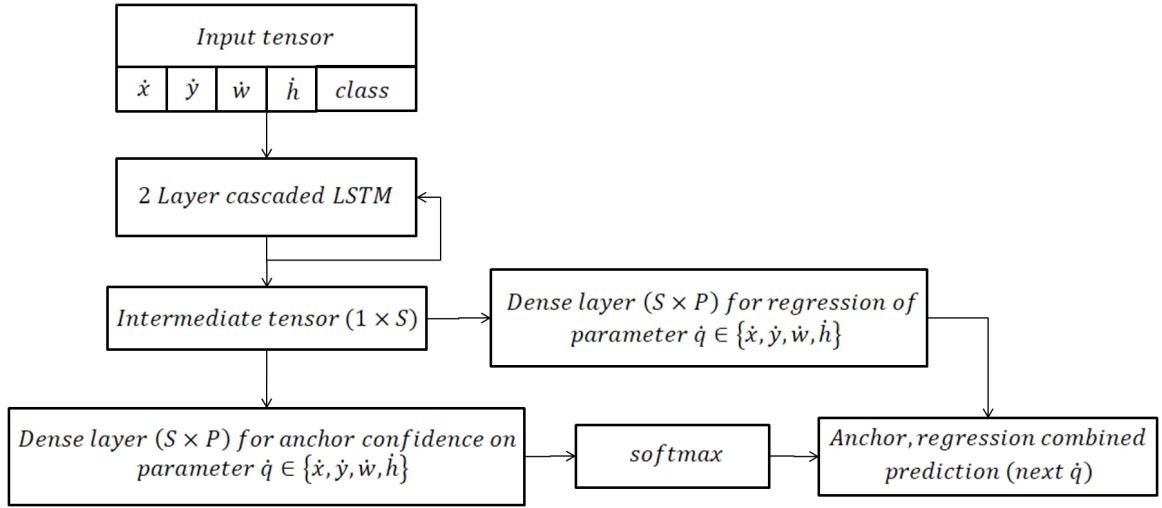 Input tensor
ẋ ẏ ẇ ḣ class
2 Layer cascaded LSTM
Intermediate tensor (1 × S)
Dense layer (S × P) for regression of
parameter q̇ ∈ {ẋ, ẏ, ẇ, ḣ}
Dense layer (S × P) for anchor confidence on
parameter q̇ ∈ {ẋ, ẏ, ẇ, ḣ}
softmax
Anchor, regression combined
prediction (next q̇)